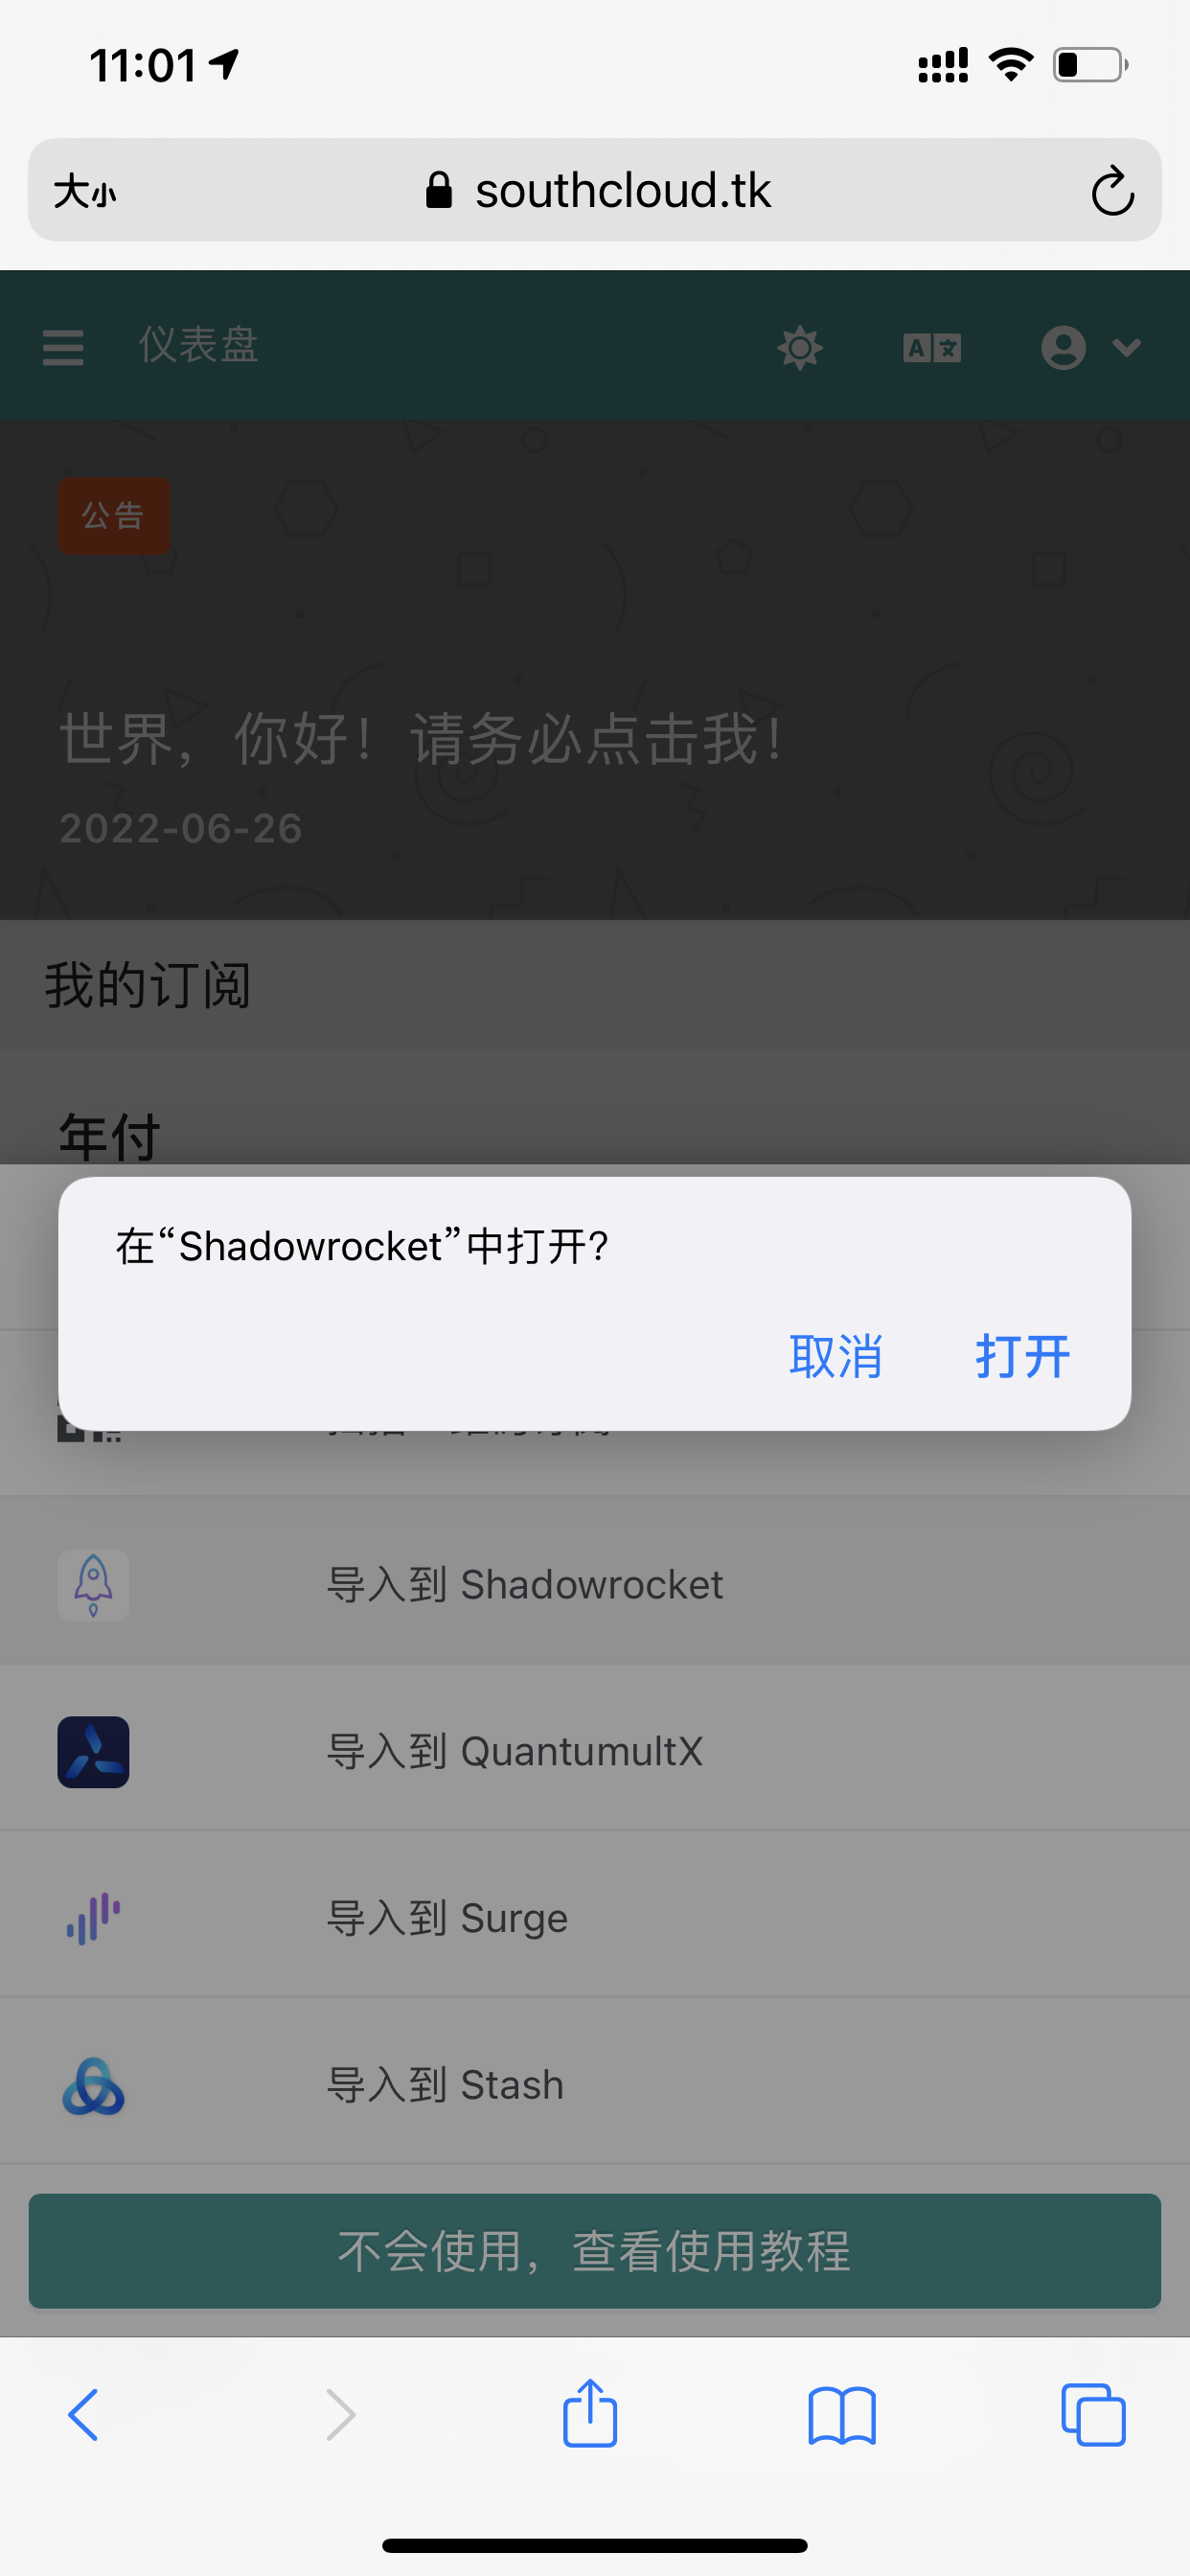 11:01
大小
southcloud.tk
仪表盘
A 文
公告
世界，你好！请务必点击我！
2022-06-26
我的订阅
年付
在“Shadowrocket”中打开?
取消 打开
导入到 Shadowrocket
导入到 QuantumultX
导入到 Surge
导入到 Stash
不会使用，查看使用教程